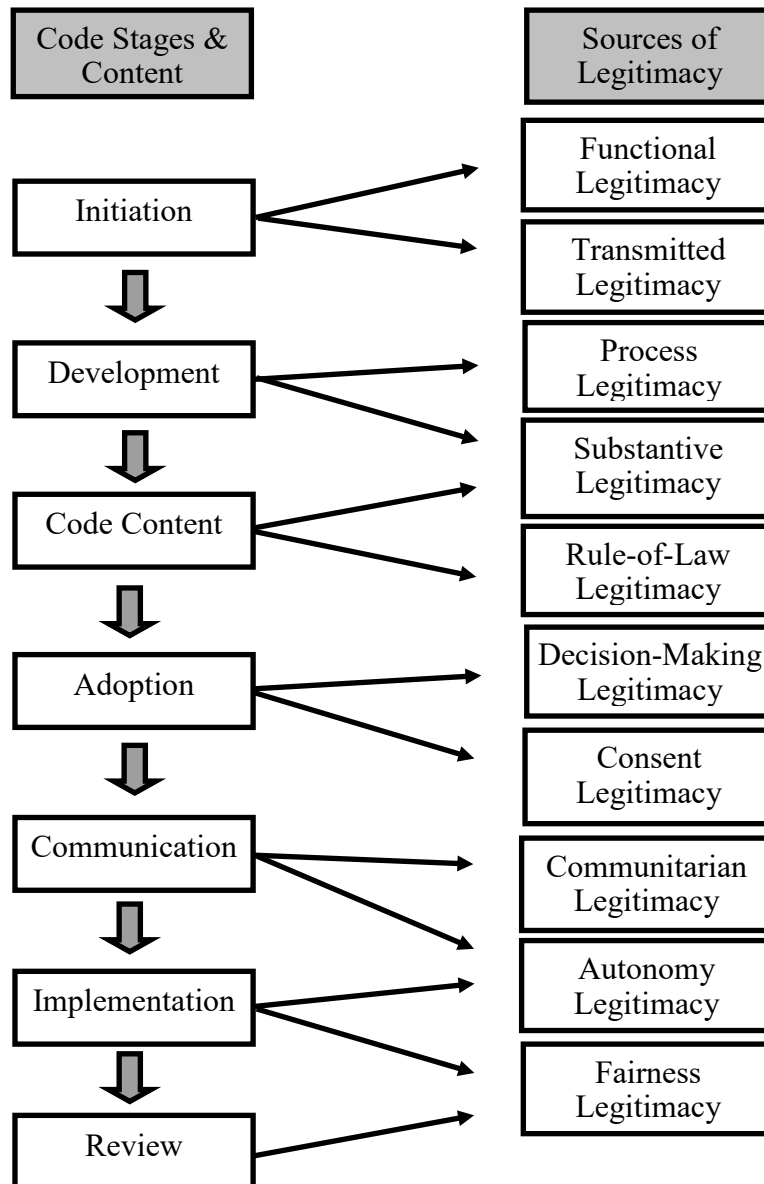 Code Stages &
Content
Sources of
Legitimacy
Functional
Legitimacy
Initiation
Transmitted
Legitimacy
Process
Legitimacy
Development
Substantive
Legitimacy
Code Content
Rule-of-Law
Legitimacy
Decision-Making
Legitimacy
Adoption
Consent
Legitimacy
Communication
Communitarian
Legitimacy
Autonomy
Legitimacy
Implementation
Fairness
Legitimacy
Review